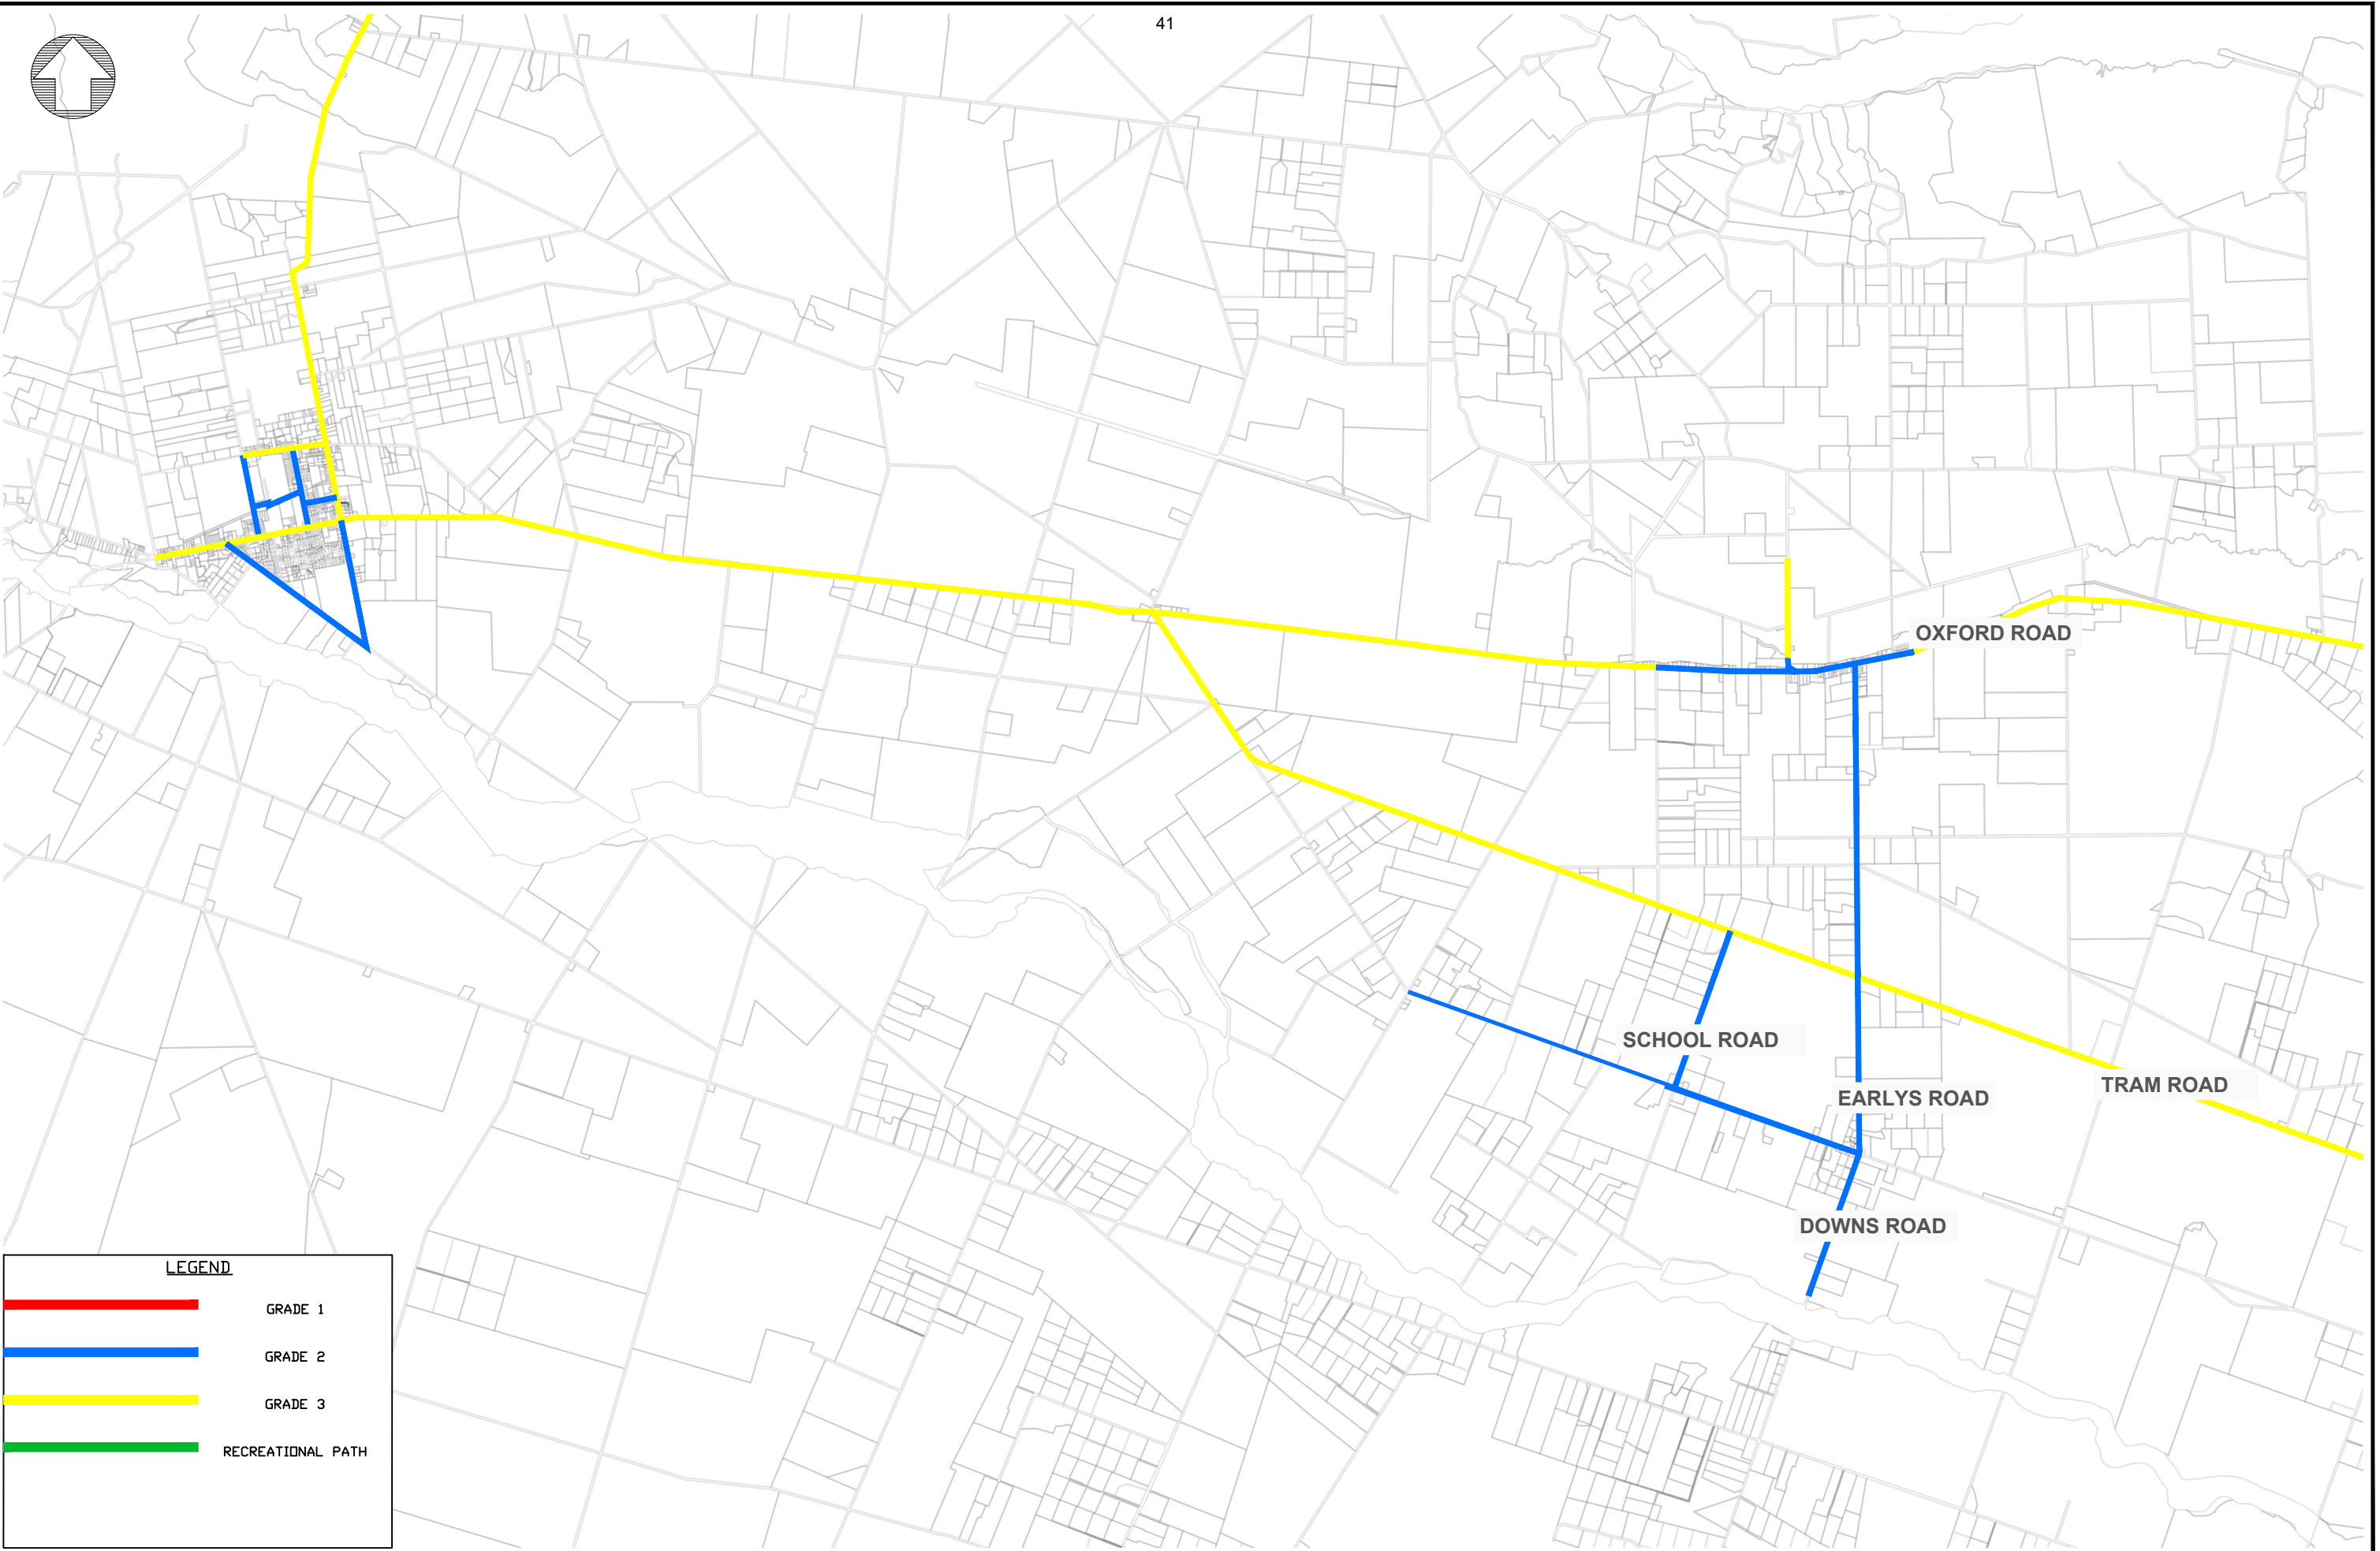 41
OXFORD ROAD
SCHOOL ROAD
EARLYS ROAD
TRAM ROAD
DOWNS ROAD
LEGEND
GRADE 1
GRADE 2
GRADE 3
RECREATIONAL PATH